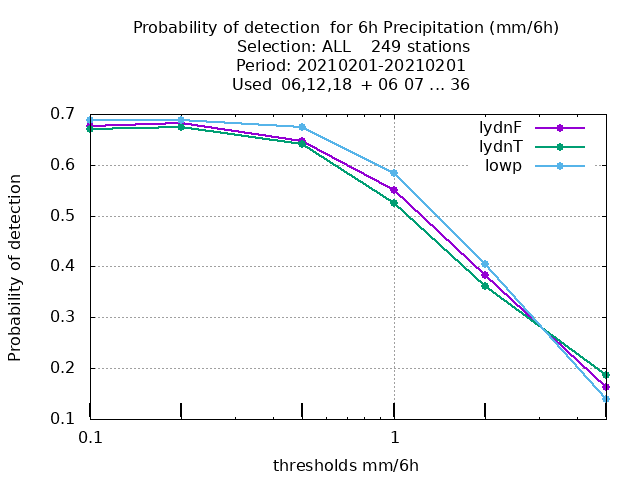 Probability of detection  for 6h Precipitation (mm/6h)
Selection: ALL    249 stations
Period: 20210201-20210201
Used  06,12,18  + 06 07 ... 36
lydnF
lydnT
lowp
0.7
0.6
0.5
0.4
0.3
0.2
0.1
Probability of detection
0.1
1
thresholds mm/6h